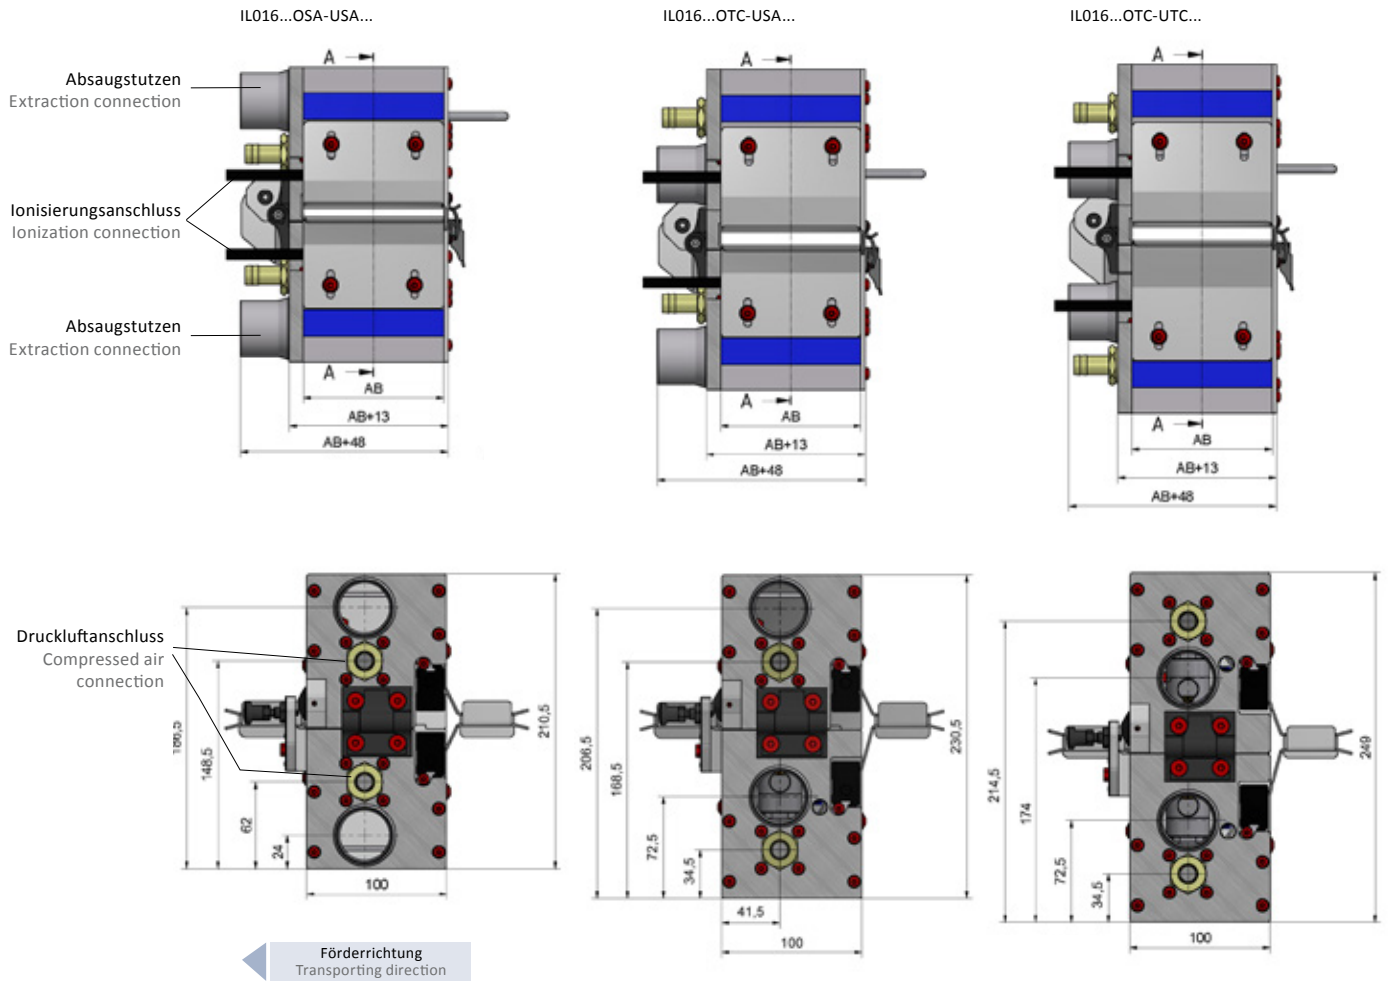 IL016...OSA-USA...
IL016...OTC-USA...
IL016...OTC-UTC...
A
A
A
Absaugstutzen
Extraction connection
Ionisierungsanschluss
Ionization connection
Absaugstutzen
Extraction connection
A
AB
AB+13
AB+48
A
AB
AB+13
AB+48
A
AB
AB+13
AB+48
Druckluftanschluss
Compressed air
connection
186,5
148,5
62
24
210,5
100
206,5
168,5
72,5
34,5
230,5
41,5
100
214,5
174
72,5
34,5
249
100
Förderrichtung
Transporting direction